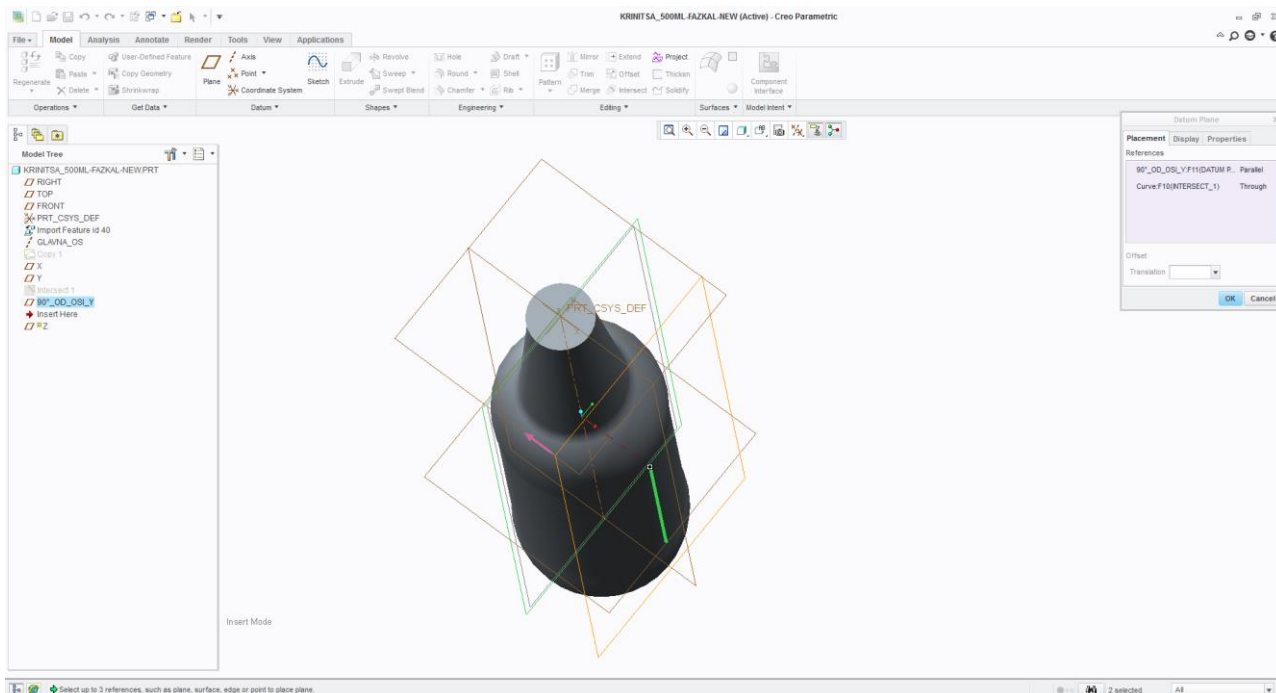 KRINITSA_500ML-FAZKAL-NEW (Active) - Creo Parametric
File Model Analysis Annotate Render Tools View Applications
Regenerate
Copy
Paste
Delete
User-Defined Feature
Copy Geometry
Shrinkwrap
Plane
Axis
Point
Coordinate System
Sketch
Extrude
Revolve
Sweep
Swept Blend
Hole
Round
Chamfer
Draft
Shell
Rib
Pattern
Mirror
Trim
Merge
Extend
Offset
Intersect
Project
Thicken
Solidify
Component
Interface
Operations Get Data Datum Shapes Engineering Editing Surfaces Model Intent
Model Tree
KRINITSA_500ML-FAZKAL-NEW.PRT
RIGHT
TOP
FRONT
PRT_CSYS_DEF
Import Feature id 40
GLAVNA_OS
Copy 1
X
Y
Intersect 1
90°_OD_OSI_Y
Insert Here
Z
PRT_CSYS_DEF
Insert Mode
Datum Plane
Placement Display Properties
References
90°_OD_OSI_Y:F11(DATUM P... Parallel
Curve:F10(INTERSECT_1) Through
Offset
Translation
OK Cancel
Select up to 3 references, such as plane, surface, edge or point to place plane.
2 selected
All